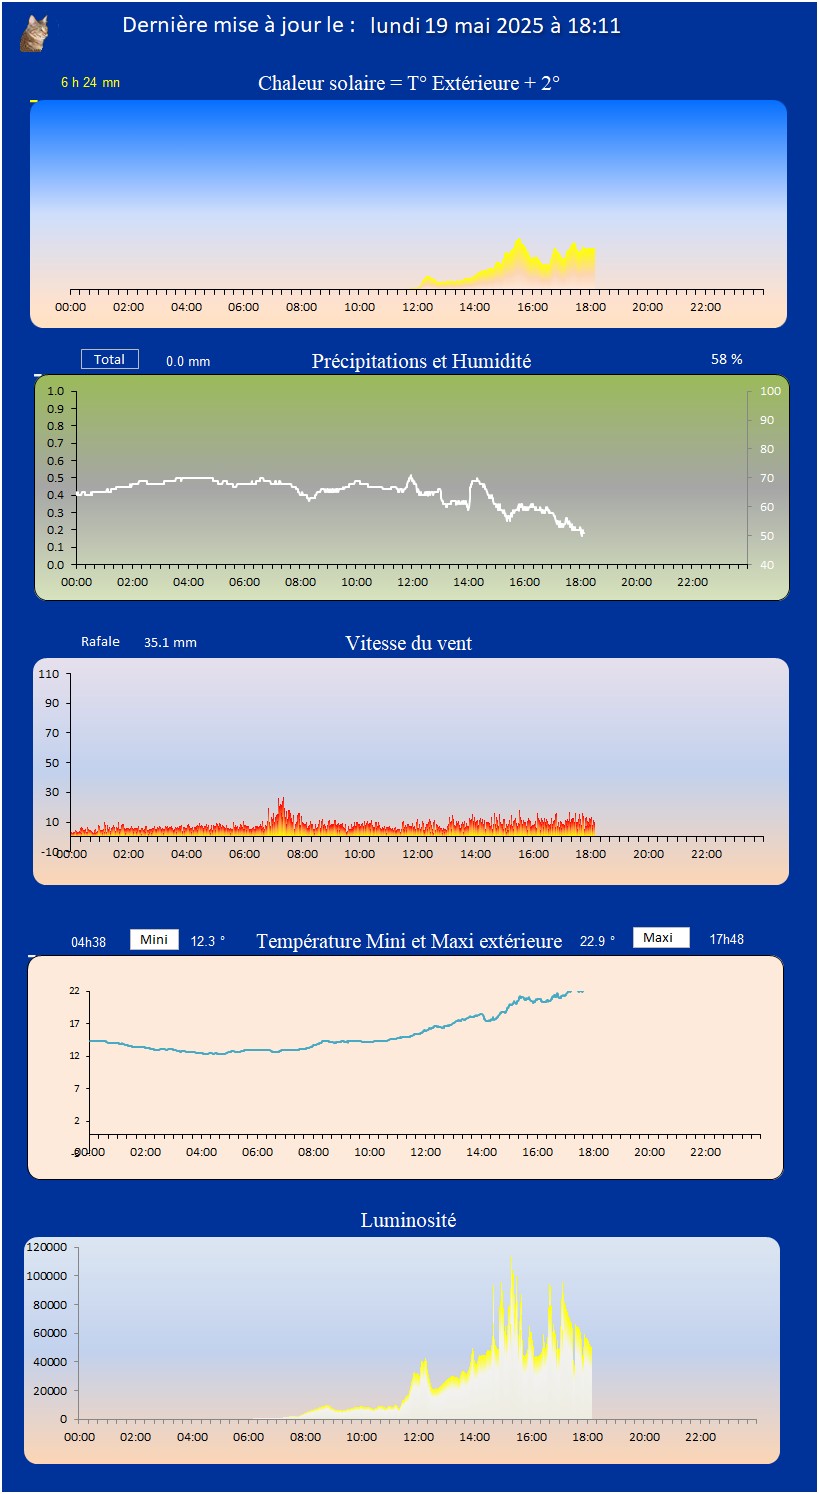 Dernière mise à jour le : lundi 19 mai 2025 à 18:11
6 h 24 mn
Chaleur solaire = T° Extérieure + 2°
00:00 02:00 04:00 06:00 08:00 10:00 12:00 14:00 16:00 18:00 20:00 22:00
Total 0.0 mm Précipitations et Humidité 58 %
1.0 100
0.9 90
0.8
0.7 80
0.6
0.5 70
0.4
0.3 60
0.2 50
0.1
0.0 40
00:00 02:00 04:00 06:00 08:00 10:00 12:00 14:00 16:00 18:00 20:00 22:00
Rafale 35.1 mm Vitesse du vent
110
90
70
50
30
10
-10
00:00 02:00 04:00 06:00 08:00 10:00 12:00 14:00 16:00 18:00 20:00 22:00
04h38 Mini 12.3 ° Température Mini et Maxi extérieure 22.9 ° Maxi 17h48
22
17
12
7
2
00:00 02:00 04:00 06:00 08:00 10:00 12:00 14:00 16:00 18:00 20:00 22:00
Luminosité
120000
100000
80000
60000
40000
20000
0
00:00 02:00 04:00 06:00 08:00 10:00 12:00 14:00 16:00 18:00 20:00 22:00